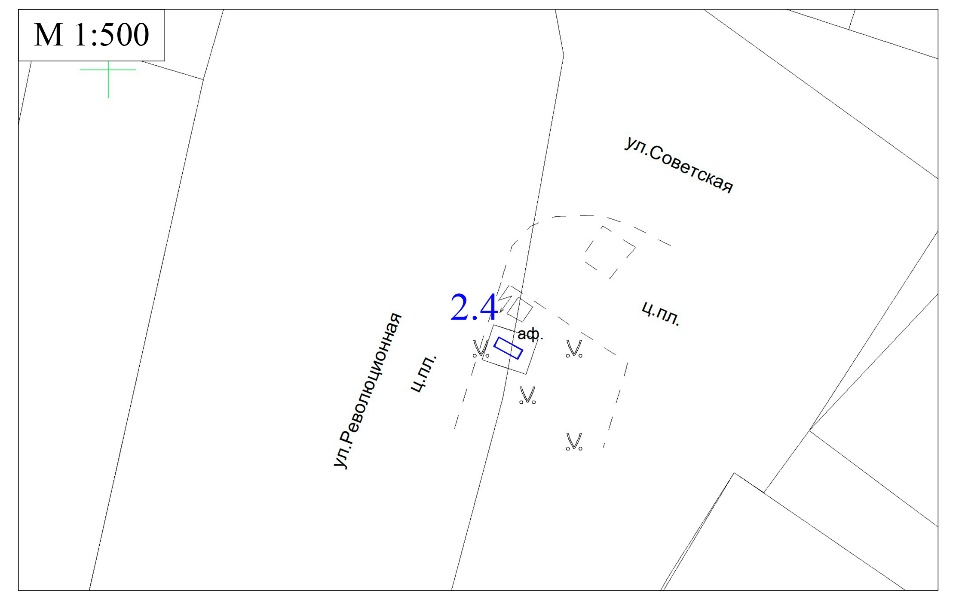 М 1:500
ул.Советская
2.4
ц.пл.
аф.
ул.Революционная
ц.пл.